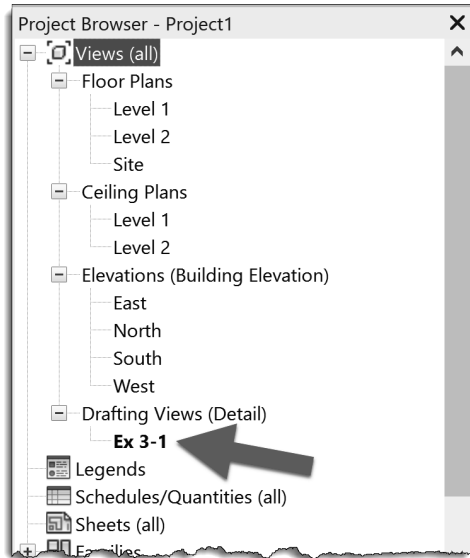 Project Browser - Project1
Views (all)
Floor Plans
Level 1
Level 2
Site
Ceiling Plans
Level 1
Level 2
Elevations (Building Elevation)
East
North
South
West
Drafting Views (Detail)
Ex 3-1
Legends
Schedules/Quantities (all)
Sheets (all)
Families